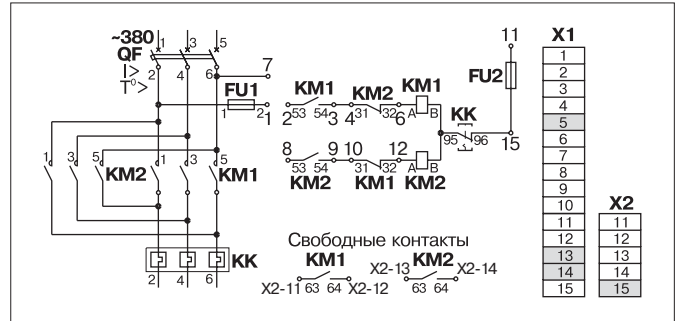 ~380
QF
I>
T⁰>
1 3 5
2 4 6
7
FU1
1 2
1
2 KM1 3
53 54
4 KM2 6
31 32
KM1
A B
KK
95 96
11
FU2
15
8 KM2 9
53 54
10 KM1 12
31 32
KM2
A B
1 3 5
KM2
1 3 5
KM1
KK
2 4 6
Свободные контакты
KM1
X2-11 63 64 X2-12
KM2
X2-13 63 64 X2-14
X1
1
2
3
4
5
6
7
8
9
10
11
12
13
14
15
X2
11
12
13
14
15